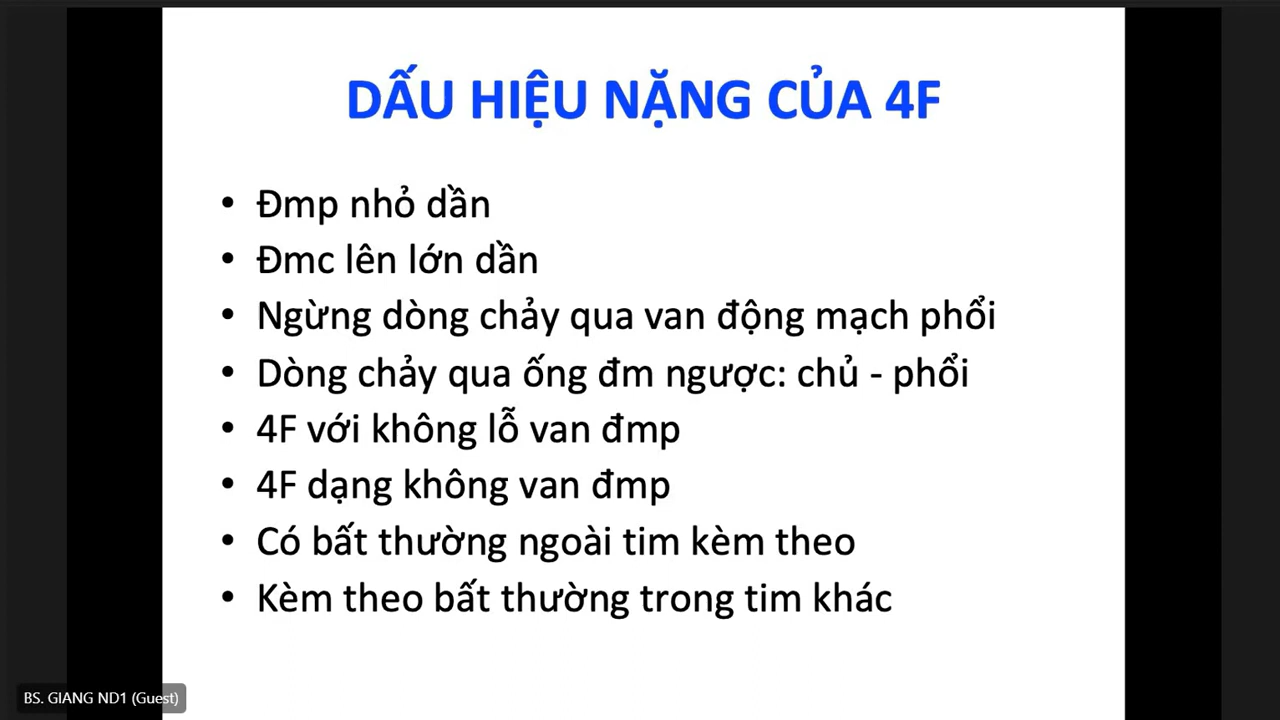 DẤU HIỆU NẶNG CỦA 4F
• Đmp nhỏ dần
• Đmc lên lớn dần
• Ngừng dòng chảy qua van động mạch phổi
• Dòng chảy qua ống đm ngược: chủ - phổi
• 4F với không lỗ van đmp
• 4F dạng không van đmp
• Có bất thường ngoài tim kèm theo
• Kèm theo bất thường trong tim khác
BS. GIANG ND1 (Guest)